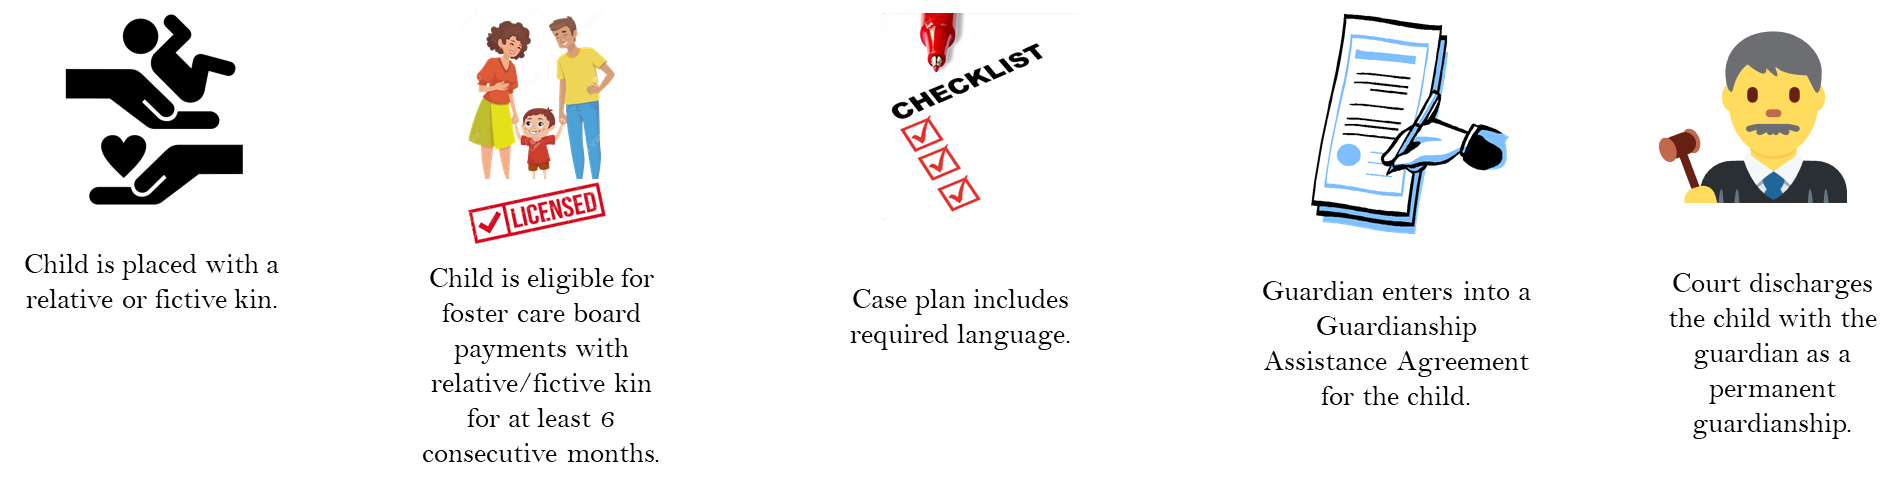 LICENSED
CHECKLIST
Child is placed with a
relative or fictive kin.
Child is eligible for
foster care board
payments with
relative/fictive kin
for at least 6
consecutive months.
Case plan includes
required language.
Guardian enters into a
Guardianship
Assistance Agreement
for the child.
Court discharges
the child with the
guardian as a
permanent
guardianship.